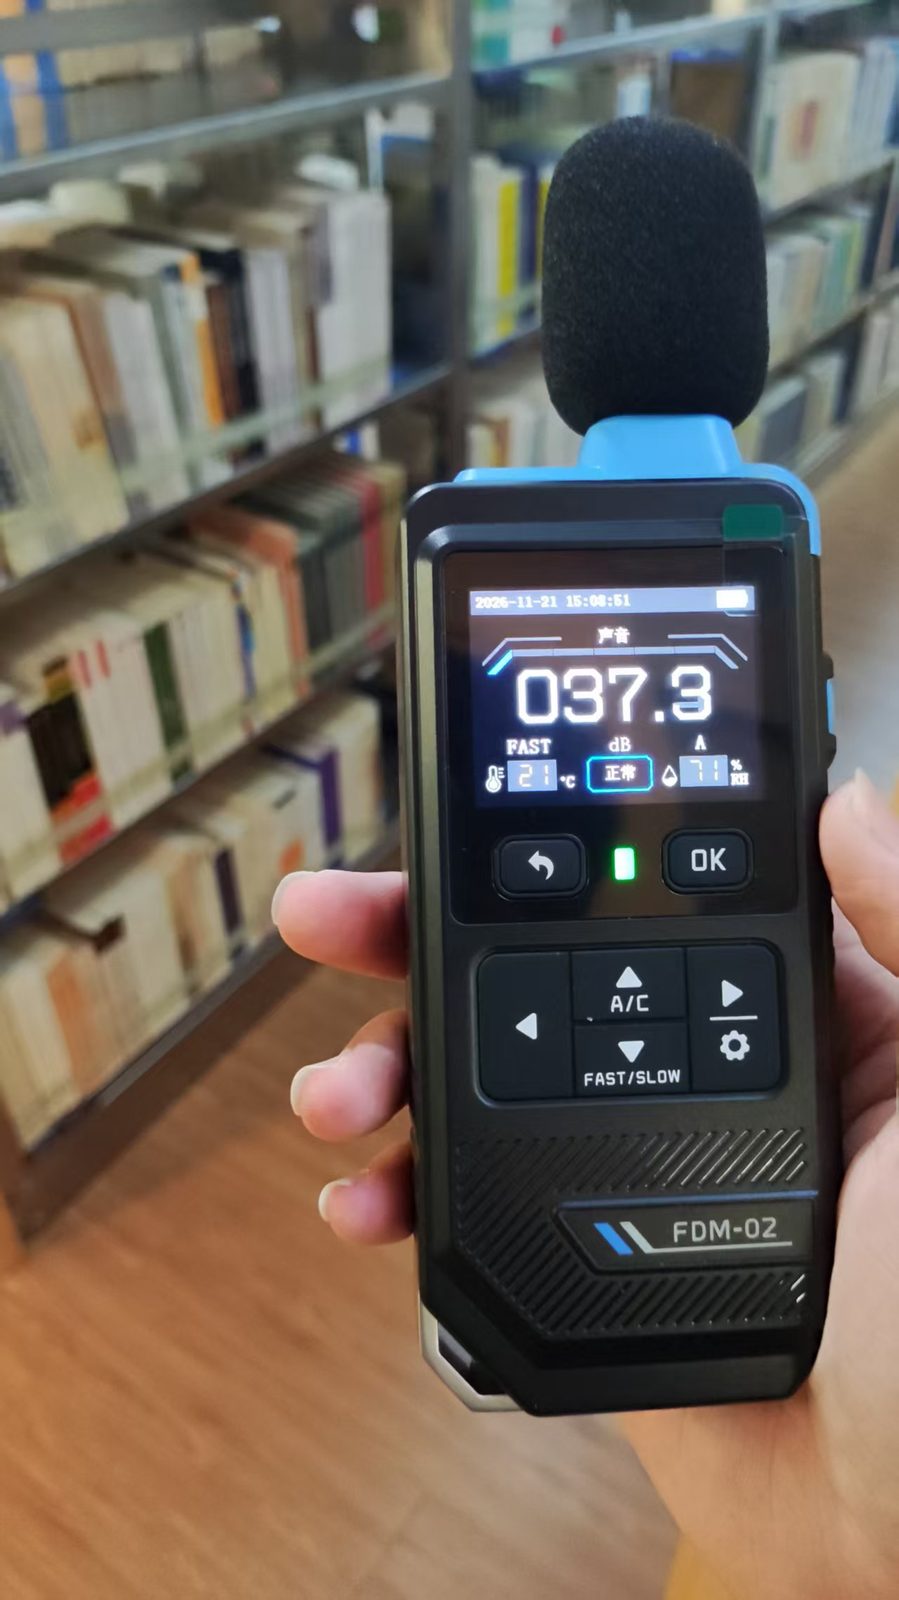 2026-11-21 15:08:51
声音
037.3
FAST dB A
21 °C 正常 71 %RH
OK
A/C
FAST/SLOW
FDM-02